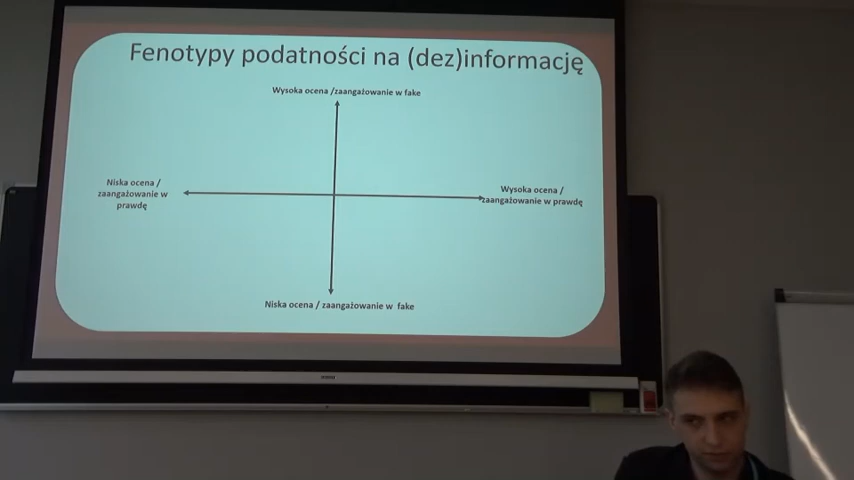 Fenotypy podatności na (dez)informację
Wysoka ocena /zaangażowanie w fake
Niska ocena /
zaangażowanie w
prawdę
Wysoka ocena /
zaangażowanie w prawdę
Niska ocena / zaangażowanie w fake